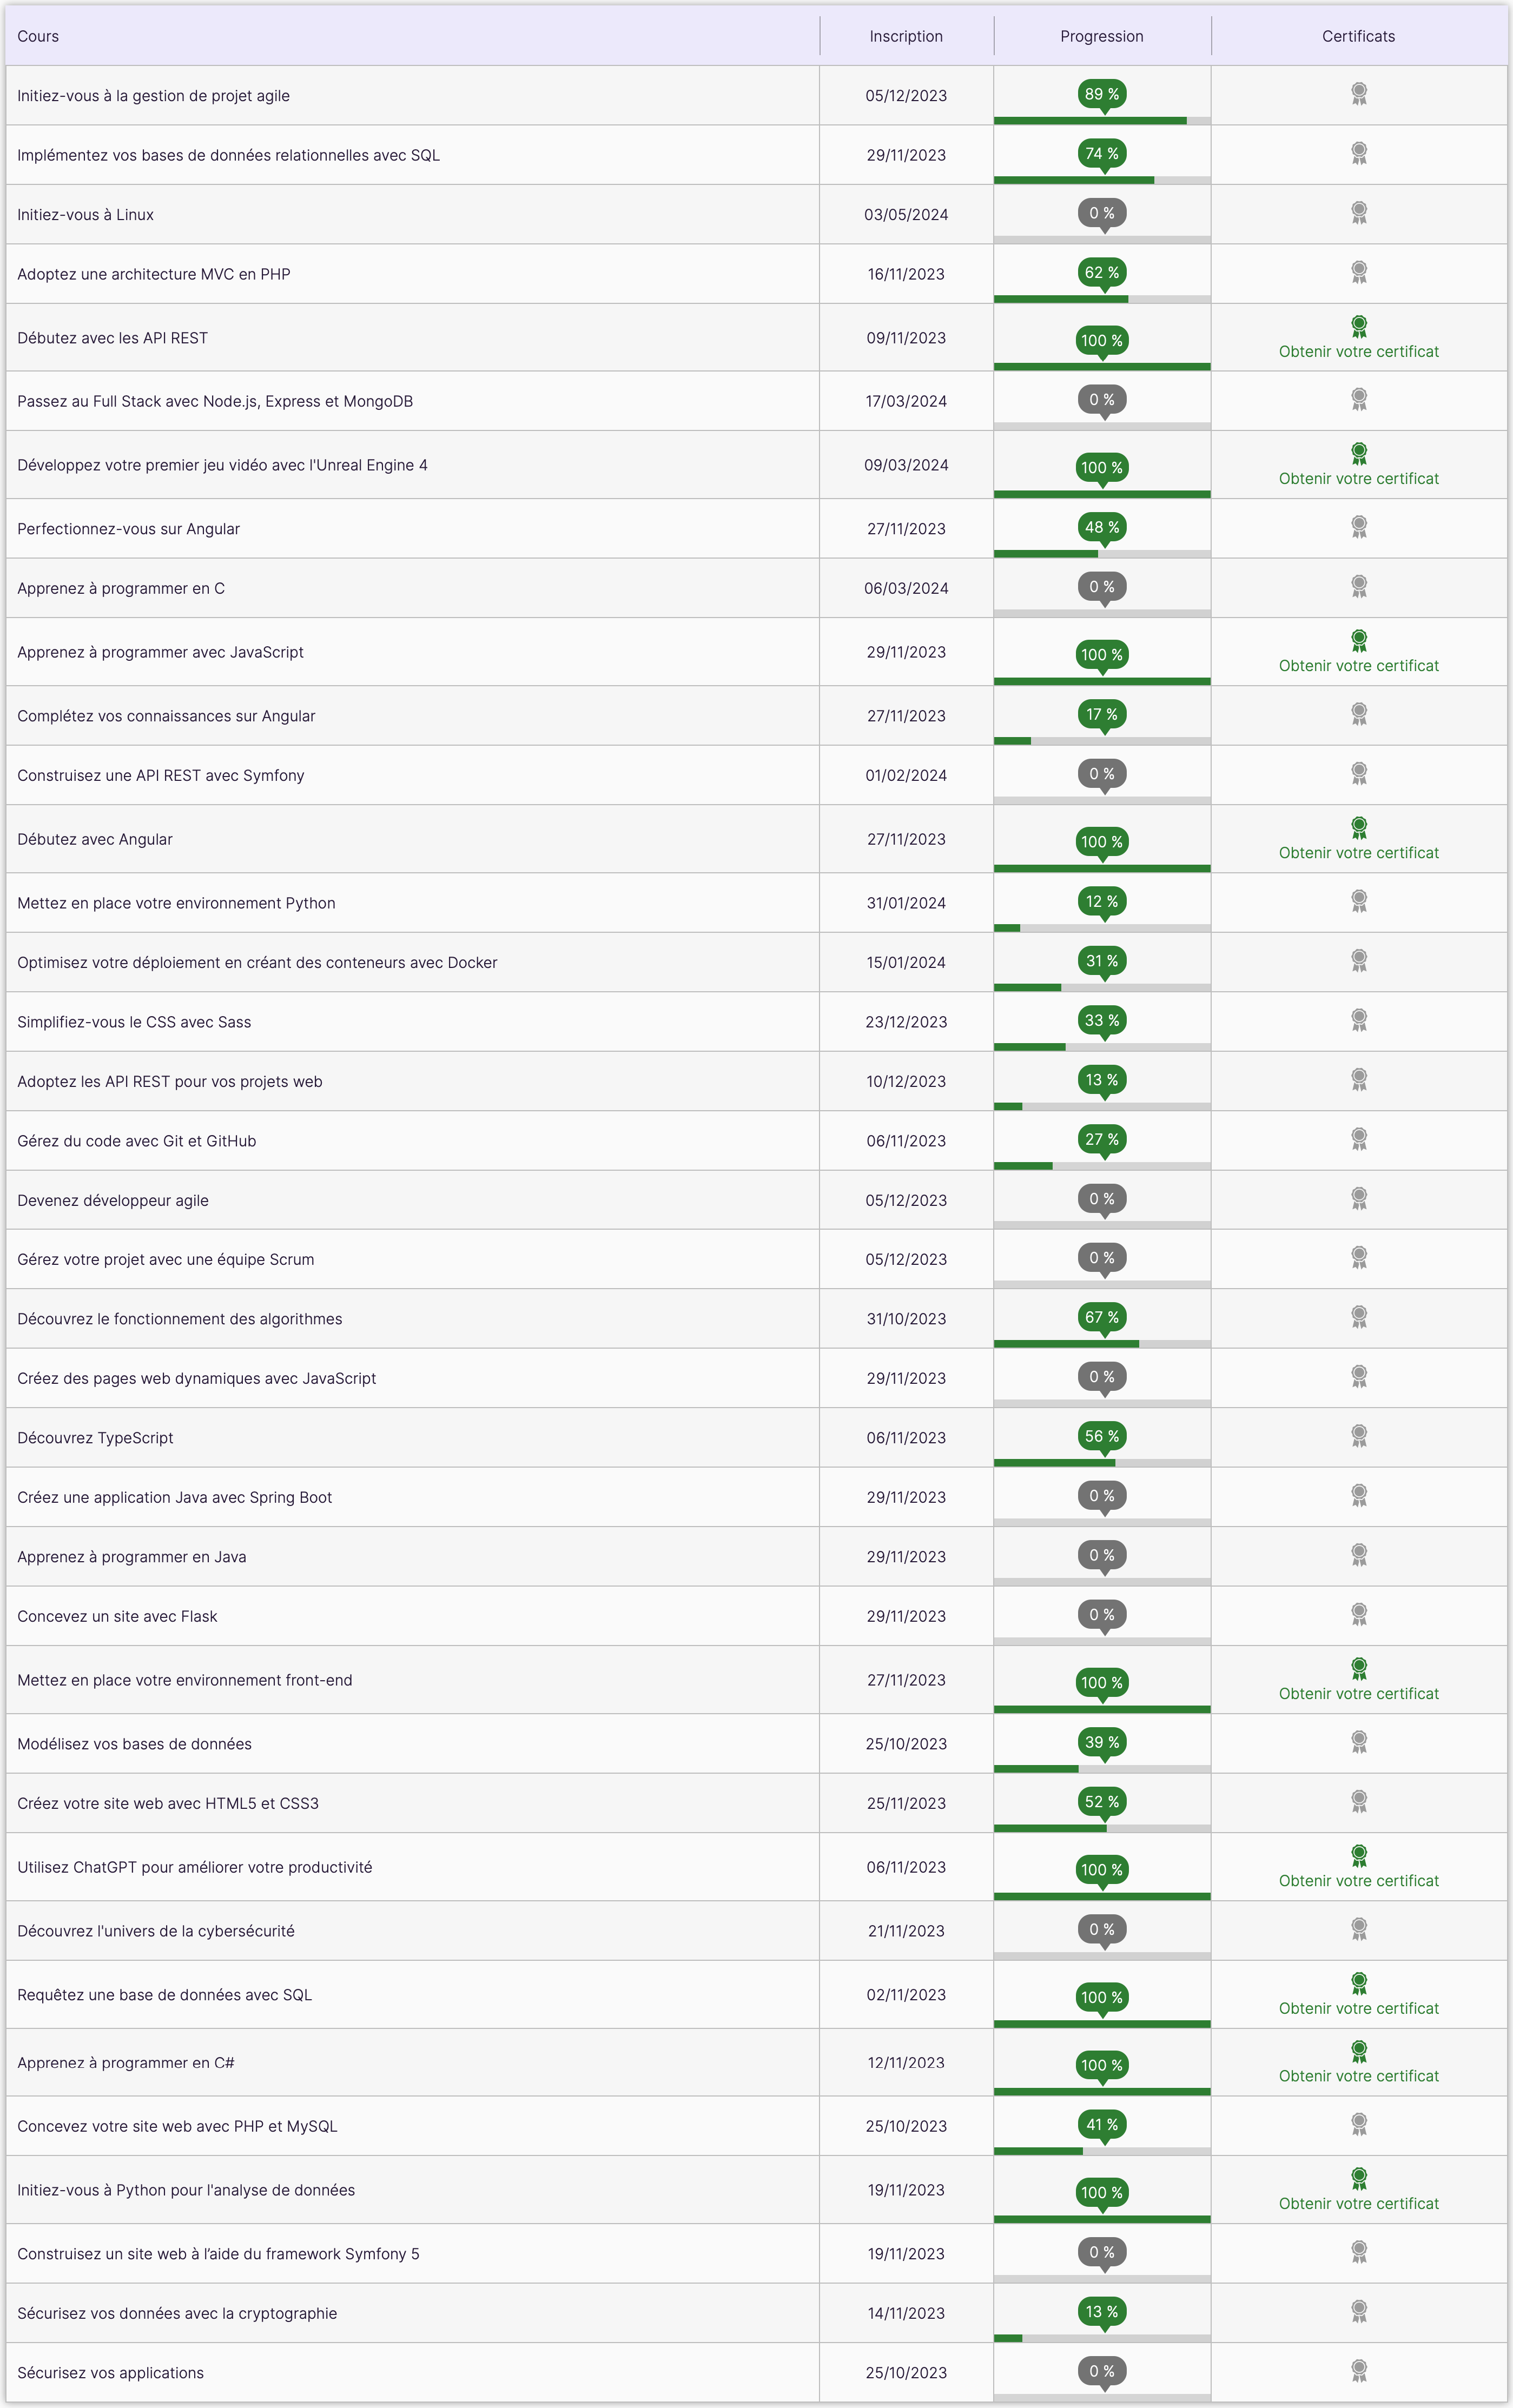 Cours Inscription Progression Certificats
Initiez-vous à la gestion de projet agile 05/12/2023 89 %
Implémentez vos bases de données relationnelles avec SQL 29/11/2023 74 %
Initiez-vous à Linux 03/05/2024 0 %
Adoptez une architecture MVC en PHP 16/11/2023 62 %
Débutez avec les API REST 09/11/2023 100 % Obtenir votre certificat
Passez au Full Stack avec Node.js, Express et MongoDB 17/03/2024 0 %
Développez votre premier jeu vidéo avec l'Unreal Engine 4 09/03/2024 100 % Obtenir votre certificat
Perfectionnez-vous sur Angular 27/11/2023 48 %
Apprenez à programmer en C 06/03/2024 0 %
Apprenez à programmer avec JavaScript 29/11/2023 100 % Obtenir votre certificat
Complétez vos connaissances sur Angular 27/11/2023 17 %
Construisez une API REST avec Symfony 01/02/2024 0 %
Débutez avec Angular 27/11/2023 100 % Obtenir votre certificat
Mettez en place votre environnement Python 31/01/2024 12 %
Optimisez votre déploiement en créant des conteneurs avec Docker 15/01/2024 31 %
Simplifiez-vous le CSS avec Sass 23/12/2023 33 %
Adoptez les API REST pour vos projets web 10/12/2023 13 %
Gérez du code avec Git et GitHub 06/11/2023 27 %
Devenez développeur agile 05/12/2023 0 %
Gérez votre projet avec une équipe Scrum 05/12/2023 0 %
Découvrez le fonctionnement des algorithmes 31/10/2023 67 %
Créez des pages web dynamiques avec JavaScript 29/11/2023 0 %
Découvrez TypeScript 06/11/2023 56 %
Créez une application Java avec Spring Boot 29/11/2023 0 %
Apprenez à programmer en Java 29/11/2023 0 %
Concevez un site avec Flask 29/11/2023 0 %
Mettez en place votre environnement front-end 27/11/2023 100 % Obtenir votre certificat
Modélisez vos bases de données 25/10/2023 39 %
Créez votre site web avec HTML5 et CSS3 25/11/2023 52 %
Utilisez ChatGPT pour améliorer votre productivité 06/11/2023 100 % Obtenir votre certificat
Découvrez l'univers de la cybersécurité 21/11/2023 0 %
Requêtez une base de données avec SQL 02/11/2023 100 % Obtenir votre certificat
Apprenez à programmer en C# 12/11/2023 100 % Obtenir votre certificat
Concevez votre site web avec PHP et MySQL 25/10/2023 41 %
Initiez-vous à Python pour l'analyse de données 19/11/2023 100 % Obtenir votre certificat
Construisez un site web à l’aide du framework Symfony 5 19/11/2023 0 %
Sécurisez vos données avec la cryptographie 14/11/2023 13 %
Sécurisez vos applications 25/10/2023 0 %